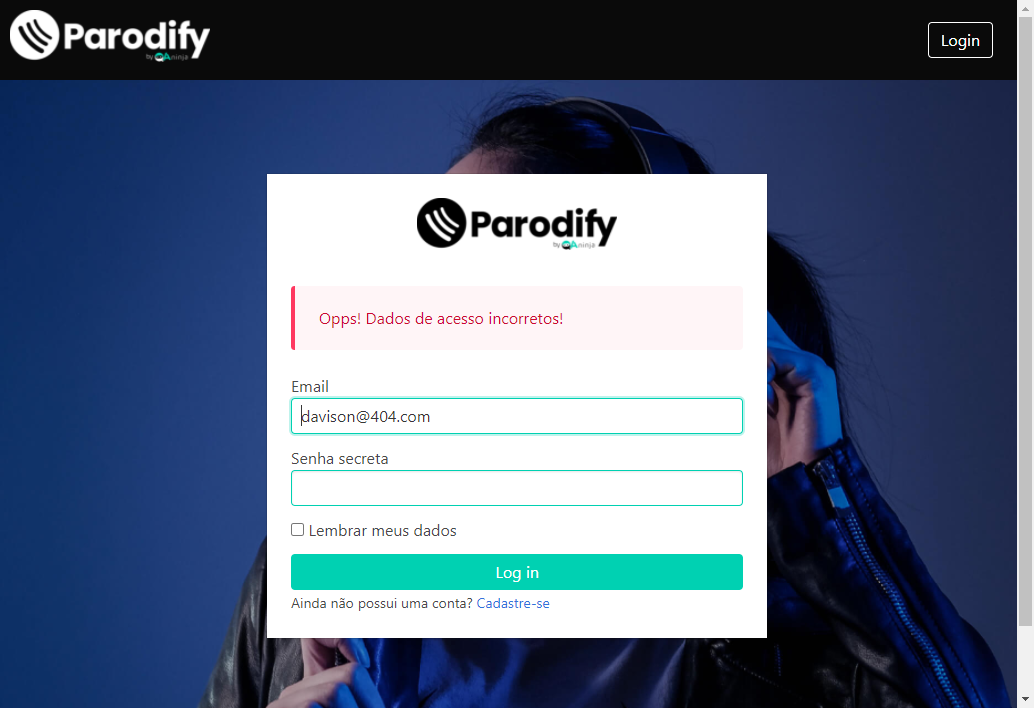 Parodify
by QAninja
Login
Parodify
by QAninja
Opps! Dados de acesso incorretos!
Email
davison@404.com
Senha secreta
Lembrar meus dados
Log in
Ainda não possui uma conta? Cadastre-se